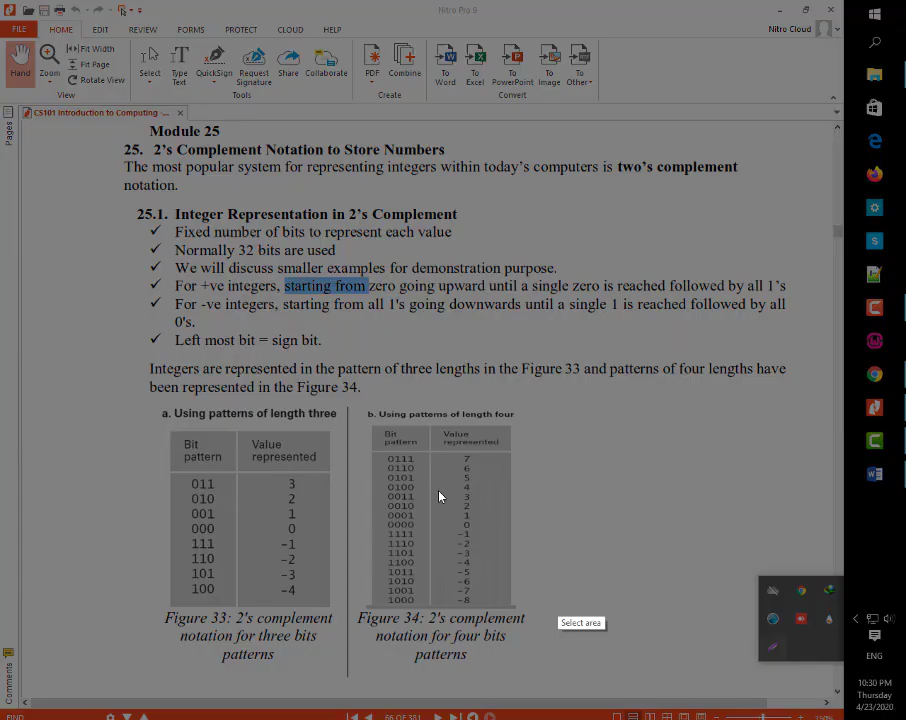 Nitro Pro 9
FILE HOME EDIT REVIEW FORMS PROTECT CLOUD HELP Nitro Cloud
Hand Zoom Fit Width Fit Page Rotate View Select Type Text QuickSign Request Signature Share Collaborate PDF Combine To Word To Excel To PowerPoint To Image To Other
View Tools Create Convert
CS101 Introduction to Computing -...
Pages
Module 25
25. 2's Complement Notation to Store Numbers
The most popular system for representing integers within today's computers is two's complement
notation.
25.1. Integer Representation in 2's Complement
✓ Fixed number of bits to represent each value
✓ Normally 32 bits are used
✓ We will discuss smaller examples for demonstration purpose.
✓ For +ve integers, starting from zero going upward until a single zero is reached followed by all 1's
✓ For -ve integers, starting from all 1's going downwards until a single 1 is reached followed by all
0's.
✓ Left most bit = sign bit.
Integers are represented in the pattern of three lengths in the Figure 33 and patterns of four lengths have
been represented in the Figure 34.
a. Using patterns of length three
Bit pattern Value represented
011 3
010 2
001 1
000 0
111 -1
110 -2
101 -3
100 -4
Figure 33: 2's complement
notation for three bits
patterns
b. Using patterns of length four
Bit pattern Value represented
0111 7
0110 6
0101 5
0100 4
0011 3
0010 2
0001 1
0000 0
1111 -1
1110 -2
1101 -3
1100 -4
1011 -5
1010 -6
1001 -7
1000 -8
Figure 34: 2's complement
notation for four bits
patterns
Select area
Comments
FIND
66 OF 381
150%
ENG
10:30 PM
Thursday
4/23/2020